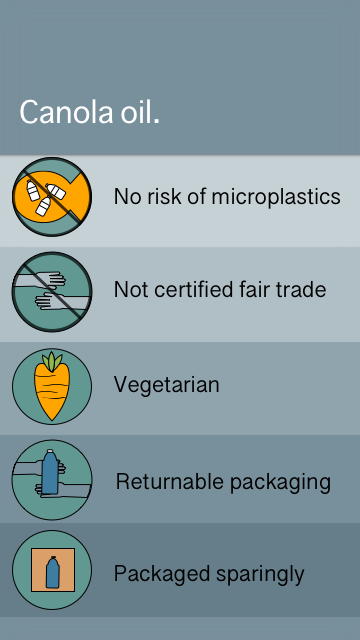 Canola oil.
No risk of microplastics
Not certified fair trade
Vegetarian
Returnable packaging
Packaged sparingly